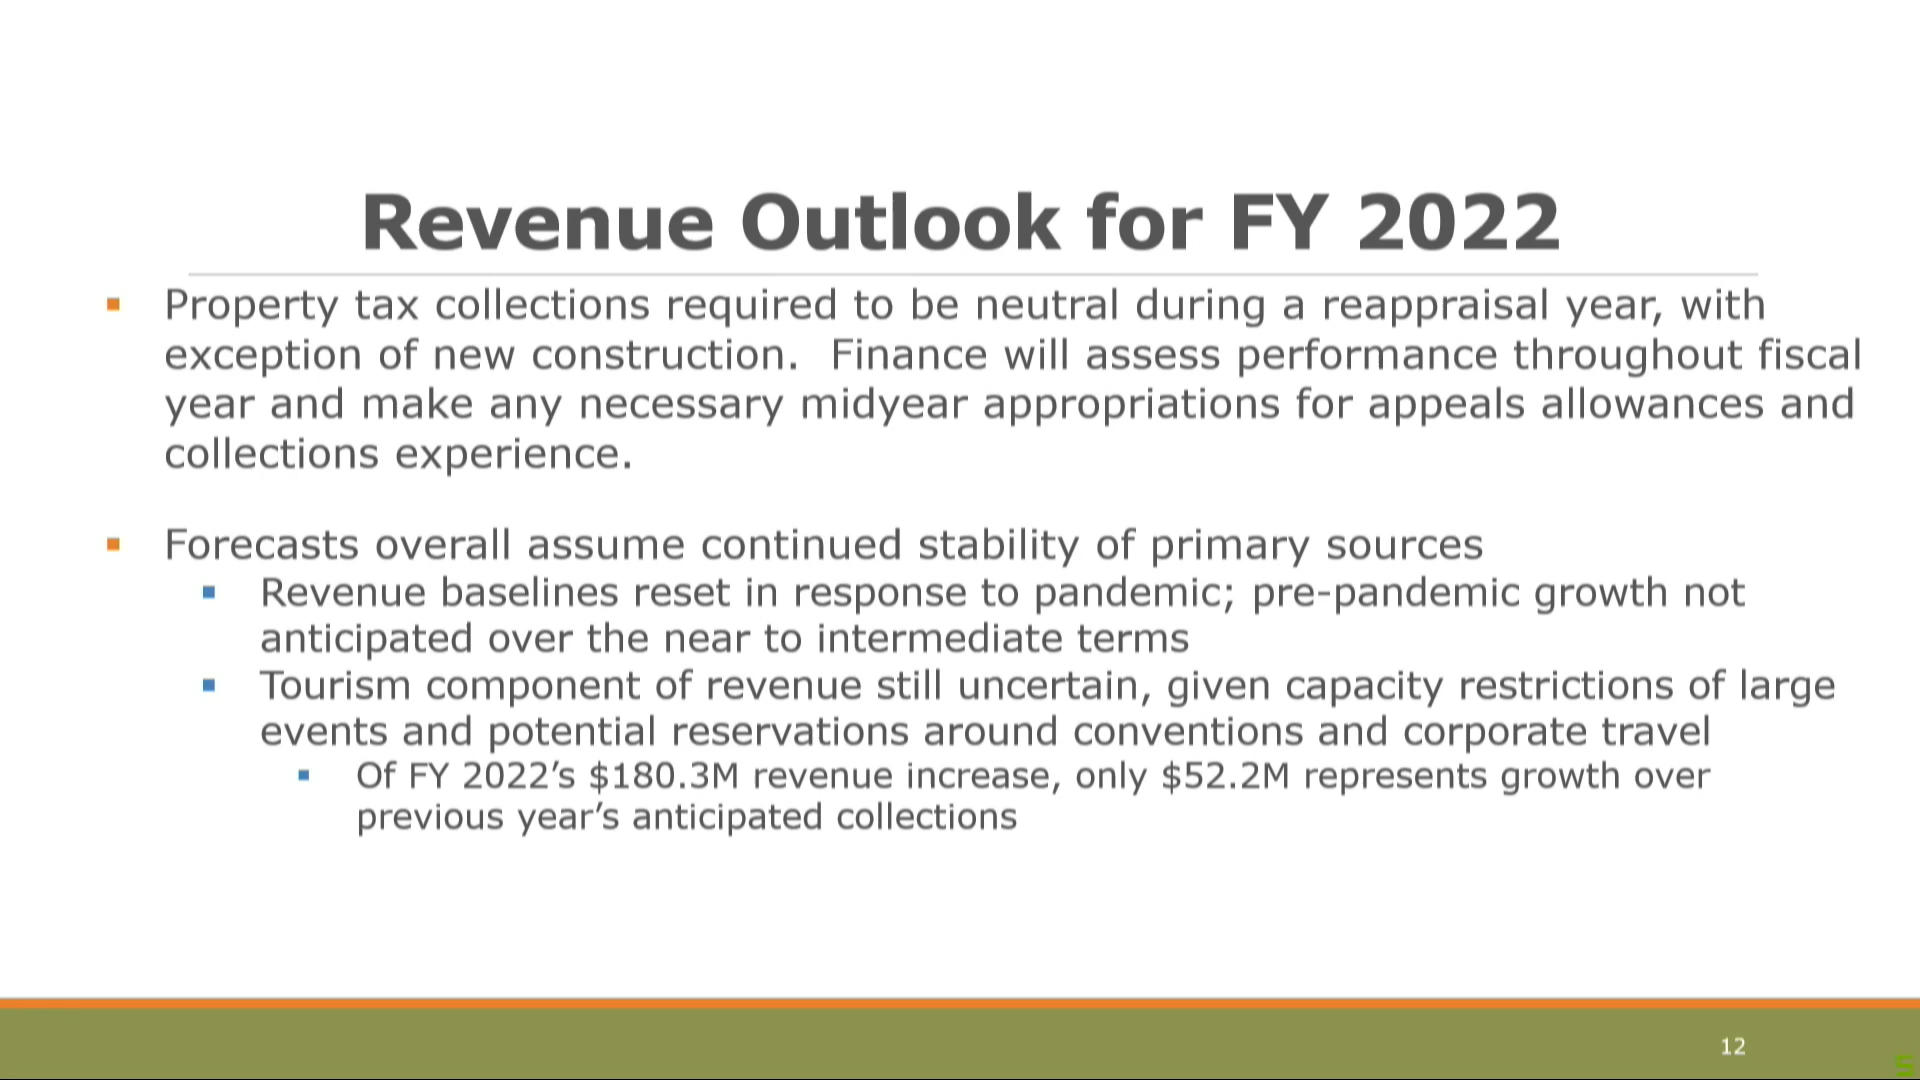 Revenue Outlook for FY 2022
Property tax collections required to be neutral during a reappraisal year, with
exception of new construction.  Finance will assess performance throughout fiscal
year and make any necessary midyear appropriations for appeals allowances and
collections experience.
Forecasts overall assume continued stability of primary sources
Revenue baselines reset in response to pandemic; pre-pandemic growth not
anticipated over the near to intermediate terms
Tourism component of revenue still uncertain, given capacity restrictions of large
events and potential reservations around conventions and corporate travel
Of FY 2022’s $180.3M revenue increase, only $52.2M represents growth over
previous year’s anticipated collections
12